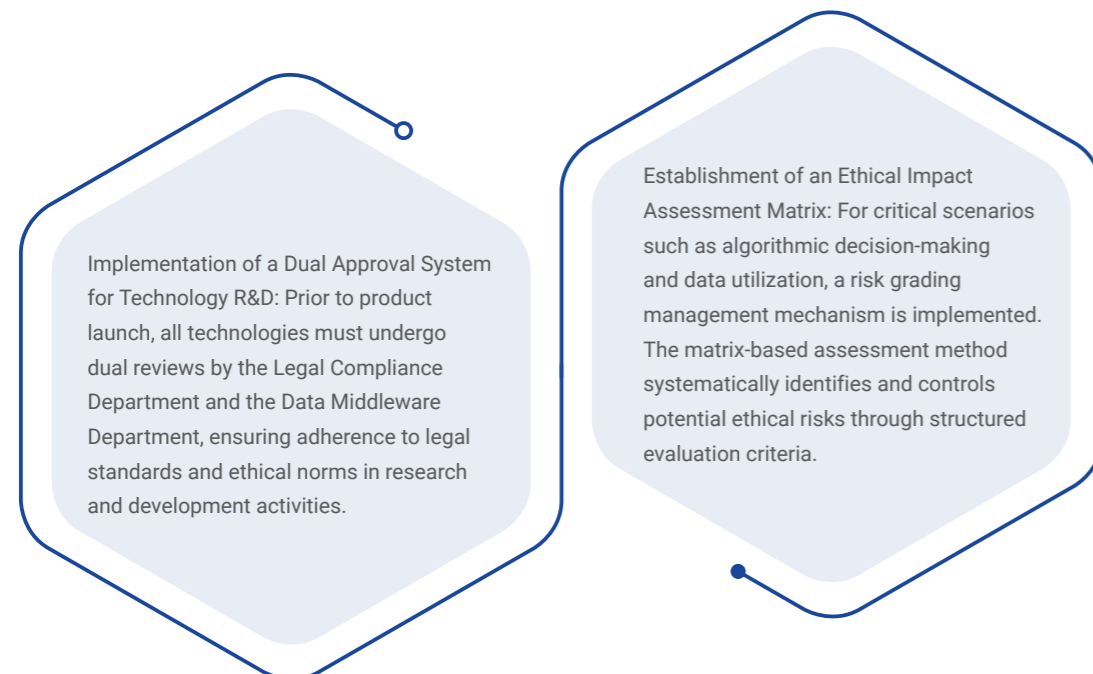 Implementation of a Dual Approval System
for Technology R&D: Prior to product
launch, all technologies must undergo
dual reviews by the Legal Compliance
Department and the Data Middleware
Department, ensuring adherence to legal
standards and ethical norms in research
and development activities.
Establishment of an Ethical Impact
Assessment Matrix: For critical scenarios
such as algorithmic decision-making
and data utilization, a risk grading
management mechanism is implemented.
The matrix-based assessment method
systematically identifies and controls
potential ethical risks through structured
evaluation criteria.